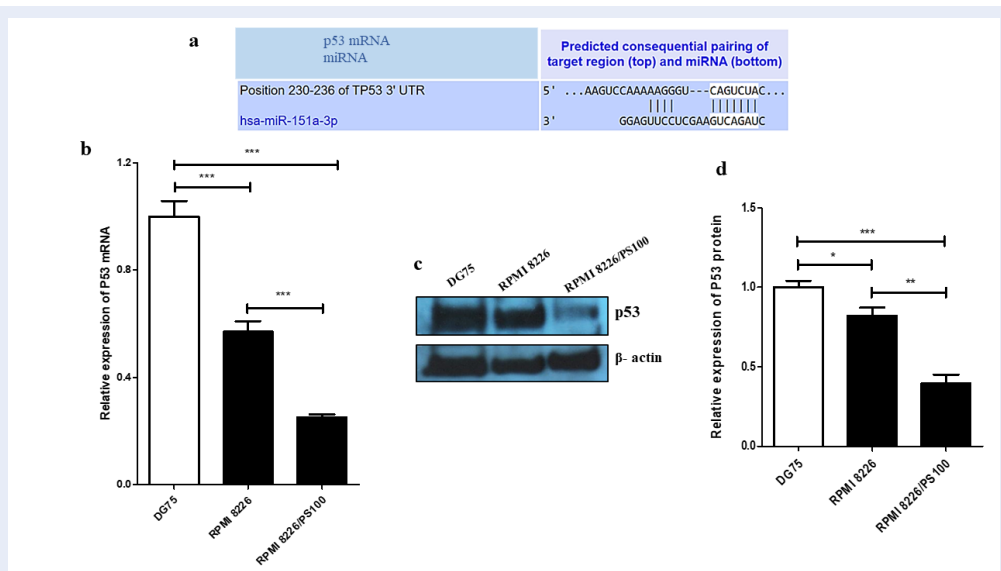 a
p53 mRNA
miRNA
Predicted consequential pairing of
target region (top) and miRNA (bottom)
Position 230-236 of TP53 3' UTR
5' ...AAGUCCAAAAAGGGU---CAGUCUAC...
hsa-miR-151a-3p
3' GGAGUUCCUCGAAGUCAGAUC
b
Relative expression of P53 mRNA
1.2
0.8
0.4
0.0
***
***
***
DG75
RPMI 8226
RPMI 8226/PS100
c
DG75
RPMI 8226
RPMI 8226/PS100
p53
β- actin
d
Relative expression of P53 protein
1.5
1.0
0.5
0.0
***
*
**
DG75
RPMI 8226
RPMI 8226/PS100